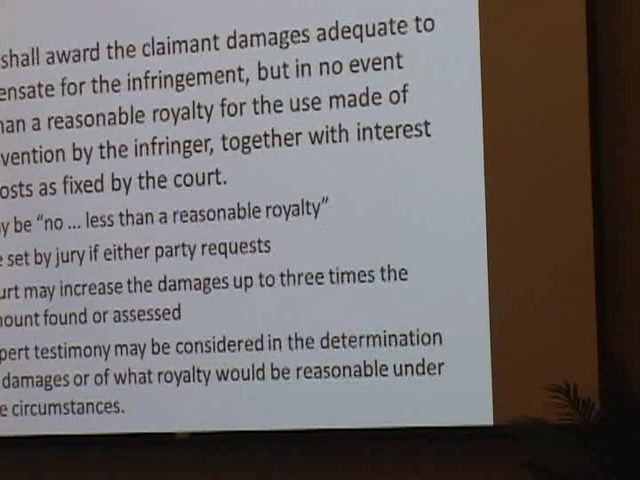 shall award the claimant damages adequate to
ensate for the infringement, but in no event
han a reasonable royalty for the use made of
vention by the infringer, together with interest
osts as fixed by the court.
y be “no ... less than a reasonable royalty”
e set by jury if either party requests
urt may increase the damages up to three times the
nount found or assessed
pert testimony may be considered in the determination
damages or of what royalty would be reasonable under
e circumstances.